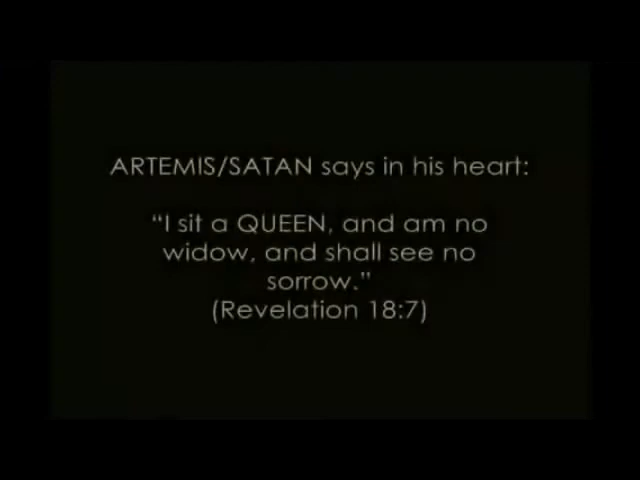 ARTEMIS/SATAN says in his heart:
“I sit a QUEEN, and am no
widow, and shall see no
sorrow.”
(Revelation 18:7)